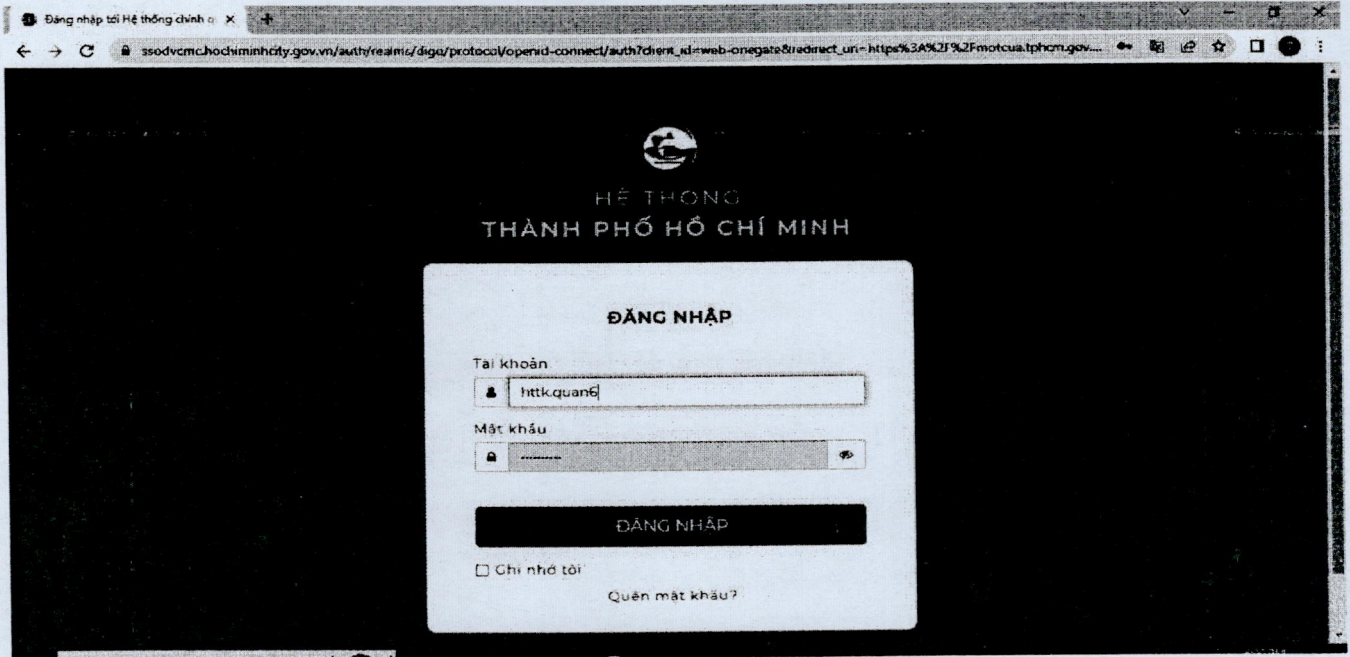 Đăng nhập tới Hệ thống chính q
ssodvcmc.hochiminhcity.gov.vn/auth/realms/digo/protocol/openid-connect/auth?client_id=web-onegate&redirect_uri=https%3A%2F%2Fmotcua.tphcm.gov....
HỆ THỐNG
THÀNH PHỐ HỒ CHÍ MINH
ĐĂNG NHẬP
Tài khoản
httk.quan6
Mật khẩu
ĐĂNG NHẬP
Ghi nhớ tôi
Quên mật khẩu?